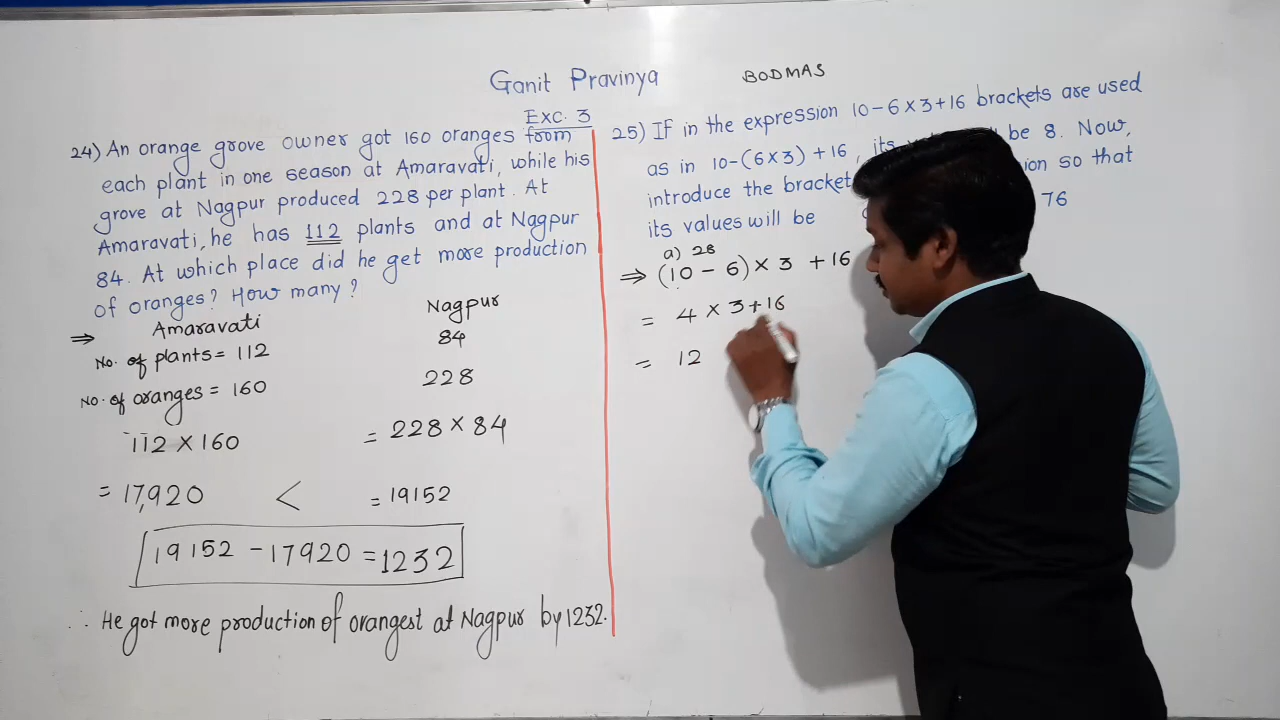 Ganit Pravinya
BODMAS
Exc. 3
24) An orange grove owner got 160 oranges from
each plant in one season at Amaravati, while his
grove at Nagpur produced 228 per plant. At
Amaravati, he has 112 plants and at Nagpur
84. At which place did he get more production
of oranges? How many?
⇒ Amaravati Nagpur
No. of plants = 112 84
No. of oranges = 160 228
112 × 160 = 228 × 84
= 17,920 < = 19152
19152 - 17920 = 1232
∴ He got more production of orangest at Nagpur by 1232.
25) If in the expression 10-6×3+16 brackets are used
as in 10-(6×3)+16, its be 8. Now,
introduce the bracket so that
its values will be 76
a) 28
⇒ (10-6)×3 +16
= 4 × 3+16
= 12